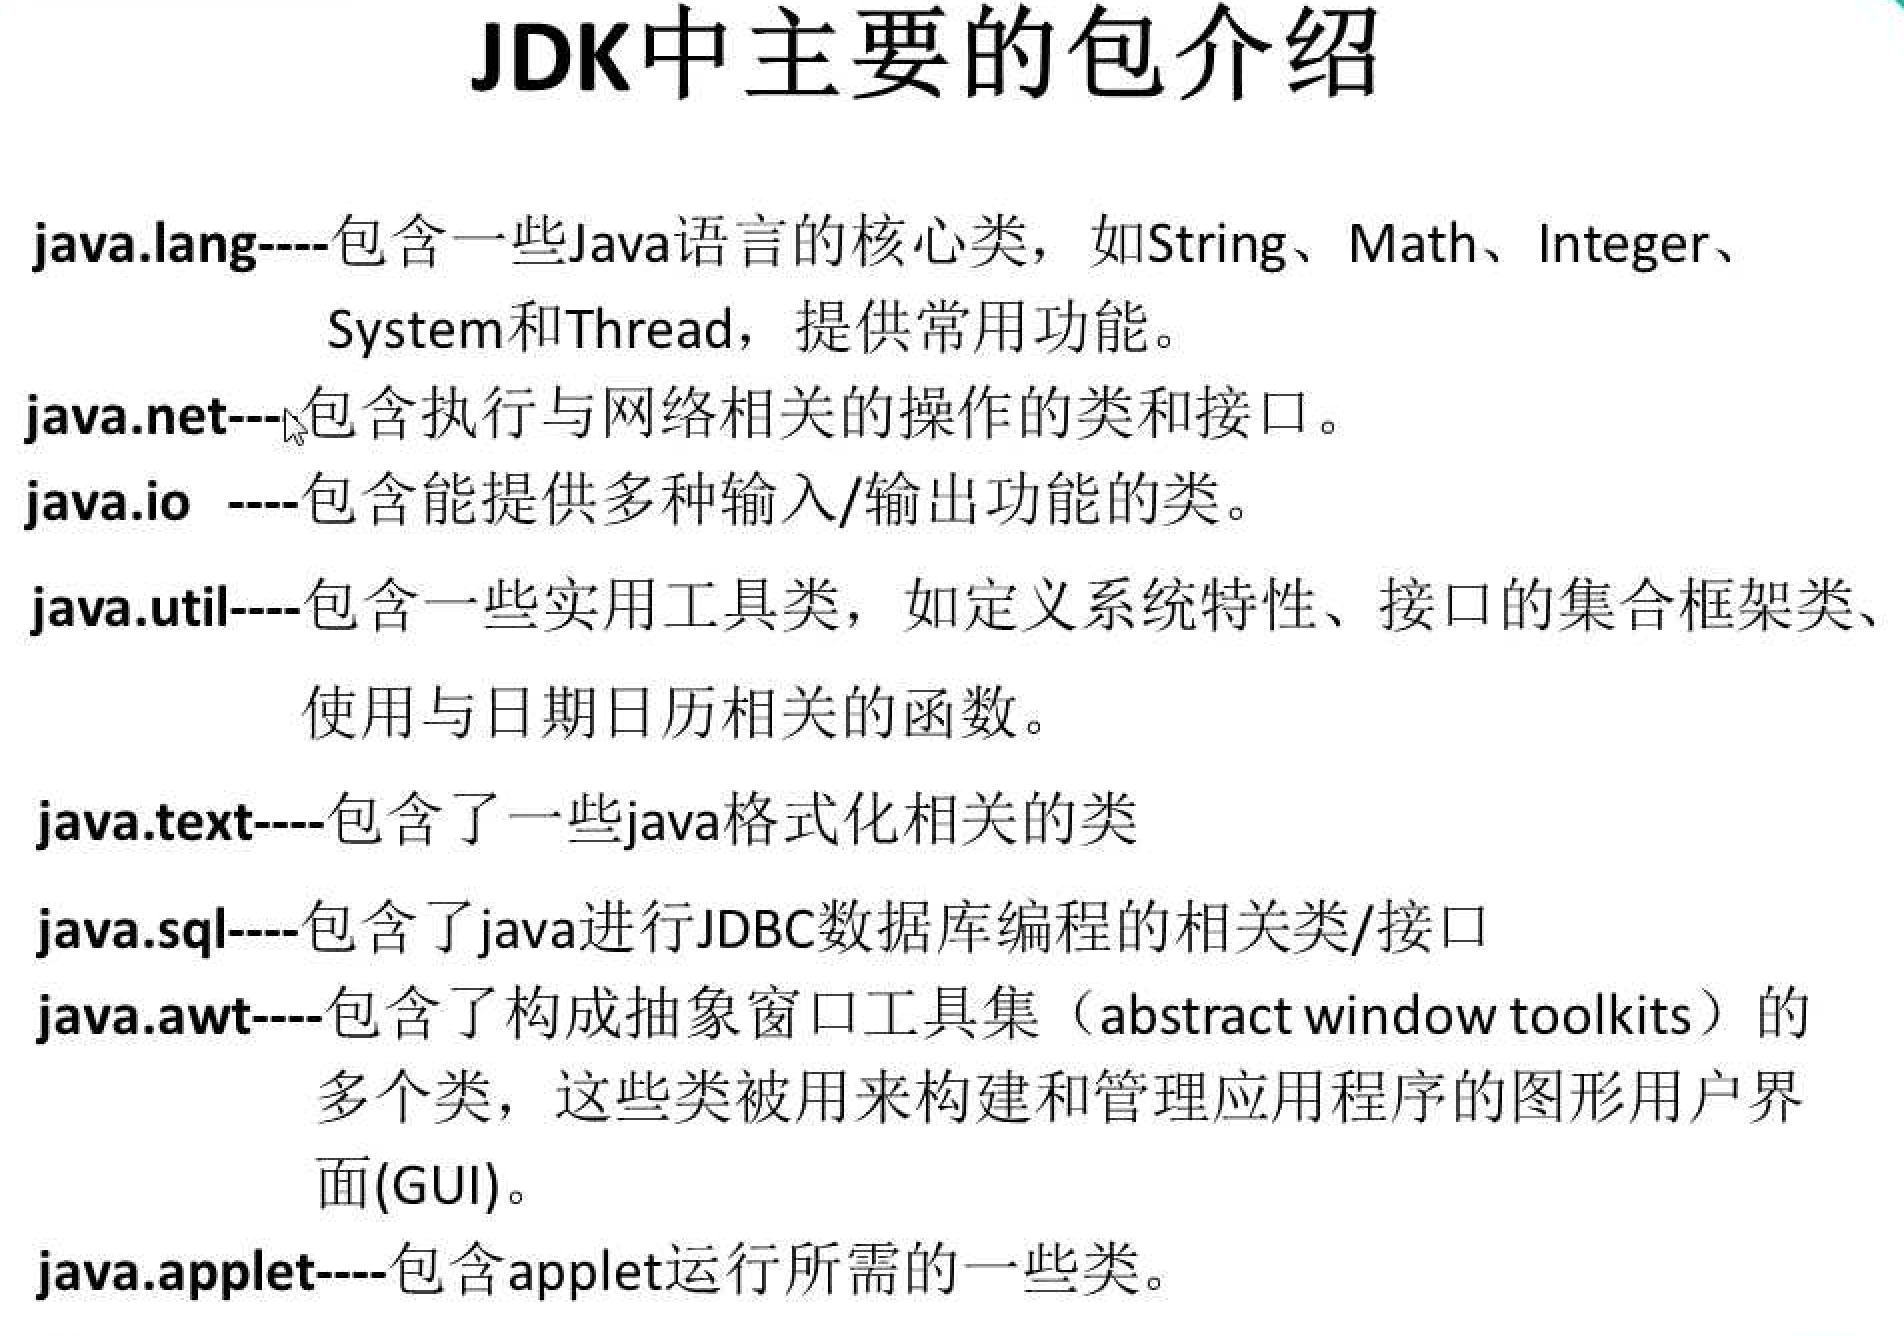 JDK中主要的包介绍
java.lang----包含一些Java语言的核心类，如String、Math、Integer、
System和Thread，提供常用功能。
java.net----包含执行与网络相关的操作的类和接口。
java.io ----包含能提供多种输入/输出功能的类。
java.util----包含一些实用工具类，如定义系统特性、接口的集合框架类、
使用与日期日历相关的函数。
java.text----包含了一些java格式化相关的类
java.sql----包含了java进行JDBC数据库编程的相关类/接口
java.awt----包含了构成抽象窗口工具集（abstract window toolkits）的
多个类，这些类被用来构建和管理应用程序的图形用户界
面(GUI)。
java.applet----包含applet运行所需的一些类。